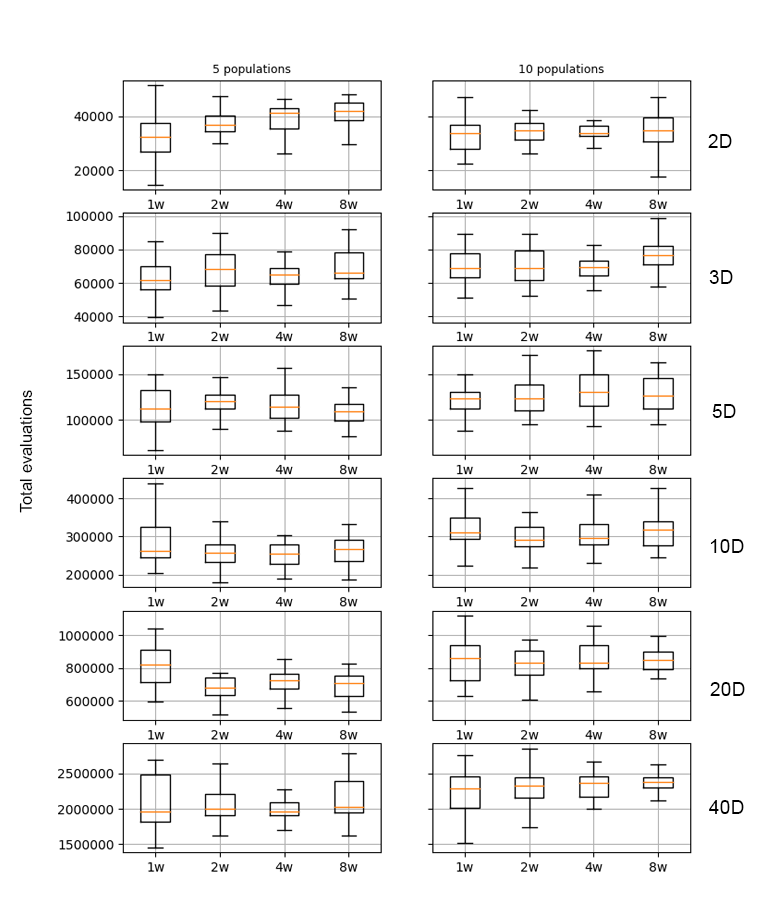 5 populations
10 populations
40000
20000
1w 2w 4w 8w
1w 2w 4w 8w
2D
100000
80000
60000
40000
1w 2w 4w 8w
1w 2w 4w 8w
3D
150000
100000
1w 2w 4w 8w
1w 2w 4w 8w
5D
Total evaluations
400000
300000
200000
1w 2w 4w 8w
1w 2w 4w 8w
10D
1000000
800000
600000
1w 2w 4w 8w
1w 2w 4w 8w
20D
2500000
2000000
1500000
1w 2w 4w 8w
1w 2w 4w 8w
40D